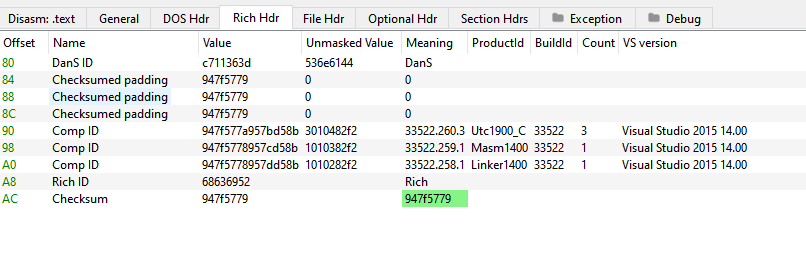 Disasm: .text General DOS Hdr Rich Hdr File Hdr Optional Hdr Section Hdrs Exception Debug
Offset Name Value Unmasked Value Meaning ProductId BuildId Count VS version
80 DanS ID c711363d 536e6144 DanS
84 Checksumed padding 947f5779 0 0
88 Checksumed padding 947f5779 0 0
8C Checksumed padding 947f5779 0 0
90 Comp ID 947f577a957bd58b 3010482f2 33522.260.3 Utc1900_C 33522 3 Visual Studio 2015 14.00
98 Comp ID 947f5778957cd58b 1010382f2 33522.259.1 Masm1400 33522 1 Visual Studio 2015 14.00
A0 Comp ID 947f5778957dd58b 1010282f2 33522.258.1 Linker1400 33522 1 Visual Studio 2015 14.00
A8 Rich ID 68636952 Rich
AC Checksum 947f5779 947f5779